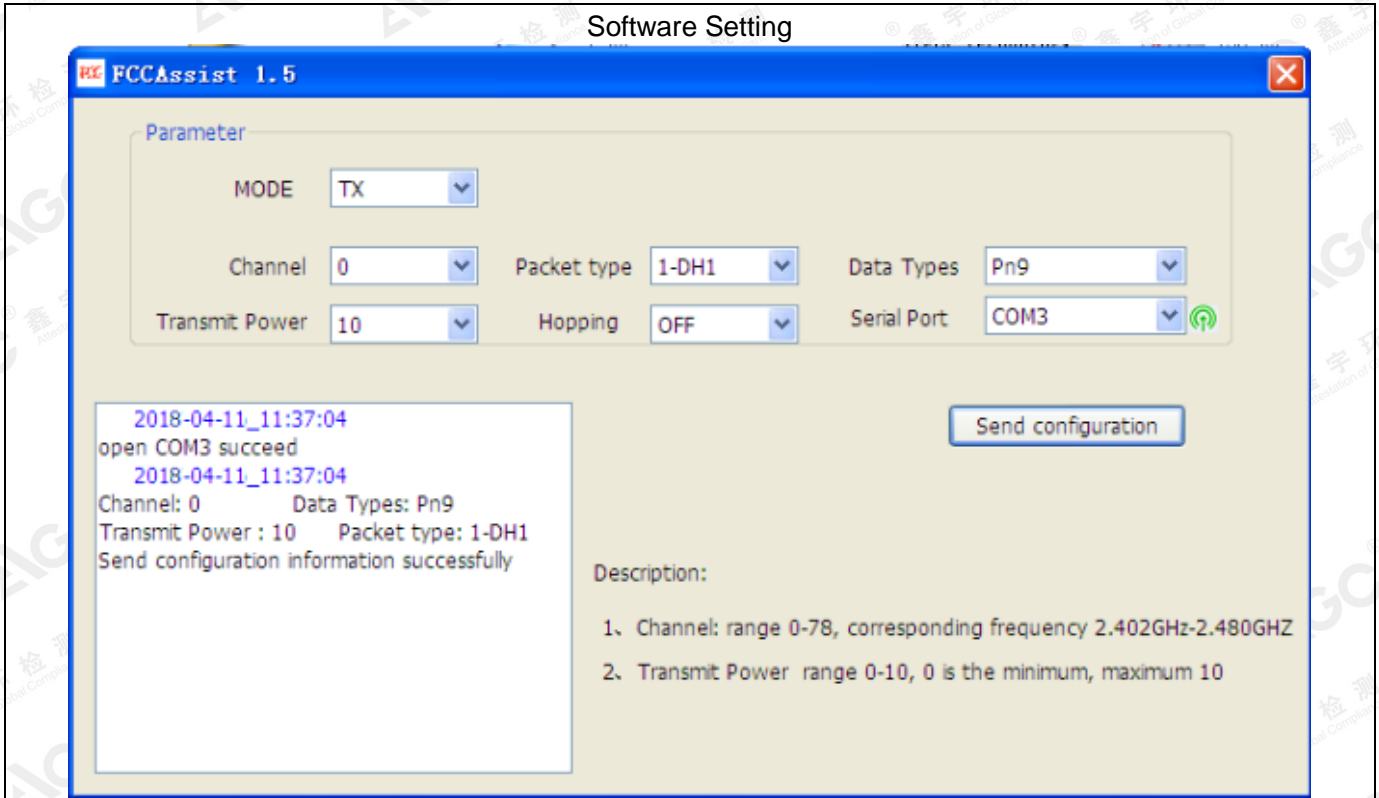 Software Setting
FCCAssist 1.5
Parameter
MODE TX
Channel 0 Packet type 1-DH1 Data Types Pn9
Transmit Power 10 Hopping OFF Serial Port COM3
2018-04-11_11:37:04
open COM3 succeed
2018-04-11_11:37:04
Channel: 0 Data Types: Pn9
Transmit Power : 10 Packet type: 1-DH1
Send configuration information successfully
Send configuration
Description:
1、Channel: range 0-78, corresponding frequency 2.402GHz-2.480GHZ
2、Transmit Power range 0-10, 0 is the minimum, maximum 10